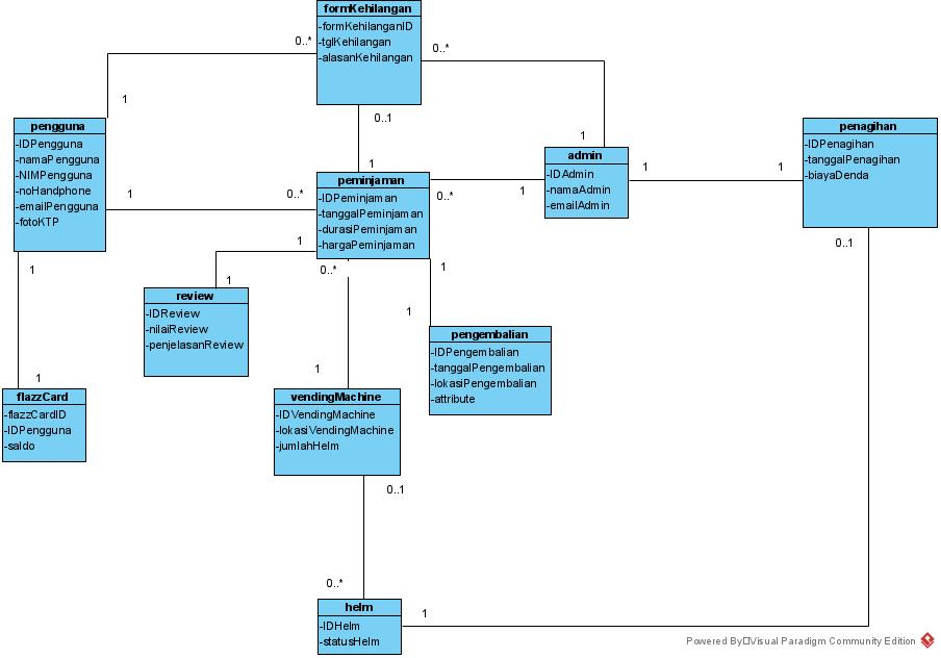 formKehilangan
-formKehilanganID
-tglKehilangan
-alasanKehilangan
0..*
0..*
1
0..1
1
1
pengguna
-IDPengguna
-namaPengguna
-NIMPengguna
-noHandphone
-emailPengguna
-fotoKTP
1
0..*
1
peminjaman
-IDPeminjaman
-tanggalPeminjaman
-durasiPeminjaman
-hargaPeminjaman
0..*
1
admin
-IDAdmin
-namaAdmin
-emailAdmin
1
1
penagihan
-IDPenagihan
-tanggalPenagihan
-biayaDenda
0..1
1
1
review
-IDReview
-nilaiReview
-penjelasanReview
0..*
1
1
1
pengembalian
-IDPengembalian
-tanggalPengembalian
-lokasiPengembalian
-attribute
1
flazzCard
-flazzCardID
-IDPengguna
-saldo
vendingMachine
-IDVendingMachine
-lokasiVendingMachine
-jumlahHelm
0..1
0..*
helm
-IDHelm
-statusHelm
1
Powered By□Visual Paradigm Community Edition